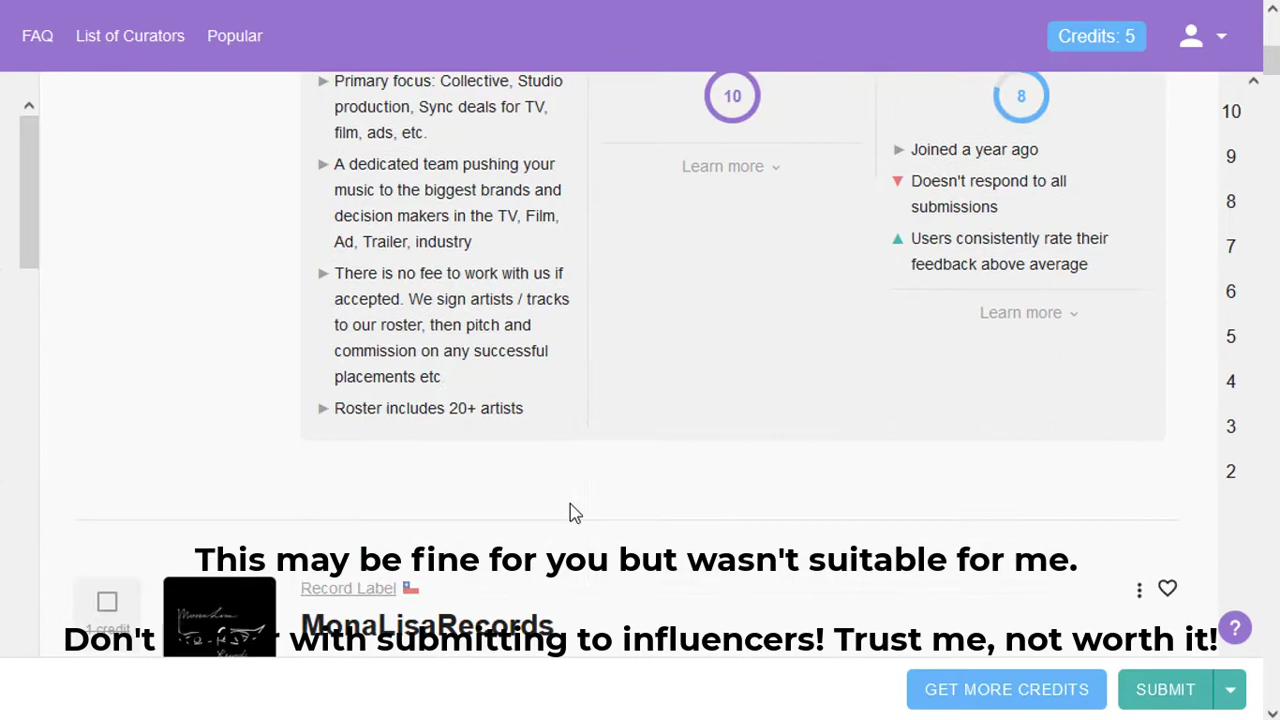 FAQ List of Curators Popular Credits: 5
Primary focus: Collective, Studio
production, Sync deals for TV,
film, ads, etc.
A dedicated team pushing your
music to the biggest brands and
decision makers in the TV, Film,
Ad, Trailer, industry
There is no fee to work with us if
accepted. We sign artists / tracks
to our roster, then pitch and
commission on any successful
placements etc.
Roster includes 20+ artists
10
Learn more
8
Joined a year ago
Doesn't respond to all
submissions
Users consistently rate their
feedback above average
Learn more
10
9
8
7
6
5
4
3
2
This may be fine for you but wasn't suitable for me.
1 credit
Record Label
MonaLisaRecords
Don't with submitting to influencers! Trust me, not worth it!
?
GET MORE CREDITS SUBMIT